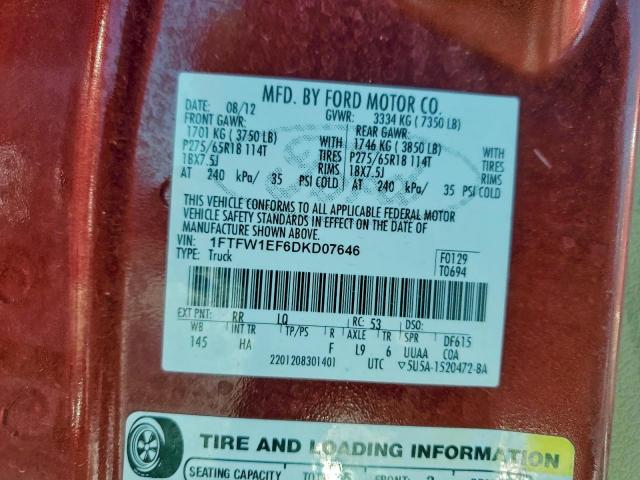 MFD. BY FORD MOTOR CO.
DATE: 08/12 GVWR: 3334 KG ( 7350 LB)
FRONT GAWR: REAR GAWR:
1701 KG ( 3750 LB) WITH 1746 KG ( 3850 LB) WITH
P275/65R18 114T TIRES P275/65R18 114T TIRES
18X7.5J RIMS 18X7.5J RIMS
AT 240 kPa/ 35 PSI COLD AT 240 kPa/ 35 PSI COLD
THIS VEHICLE CONFORMS TO ALL APPLICABLE FEDERAL MOTOR
VEHICLE SAFETY STANDARDS IN EFFECT ON THE DATE OF
MANUFACTURE SHOWN ABOVE.
VIN: 1FTFW1EF6DKD07646 F0129
TYPE: Truck T0694
EXT PNT: RR LQ RC: 53 DSO:
WB INT TR TP/PS R AXLE TR SPR DF615
145 HA F L9 6 UUAA COA
2201208301401 UTC ▽5U5A-1520472-BA
TIRE AND LOADING INFORMATION
SEATING CAPACITY